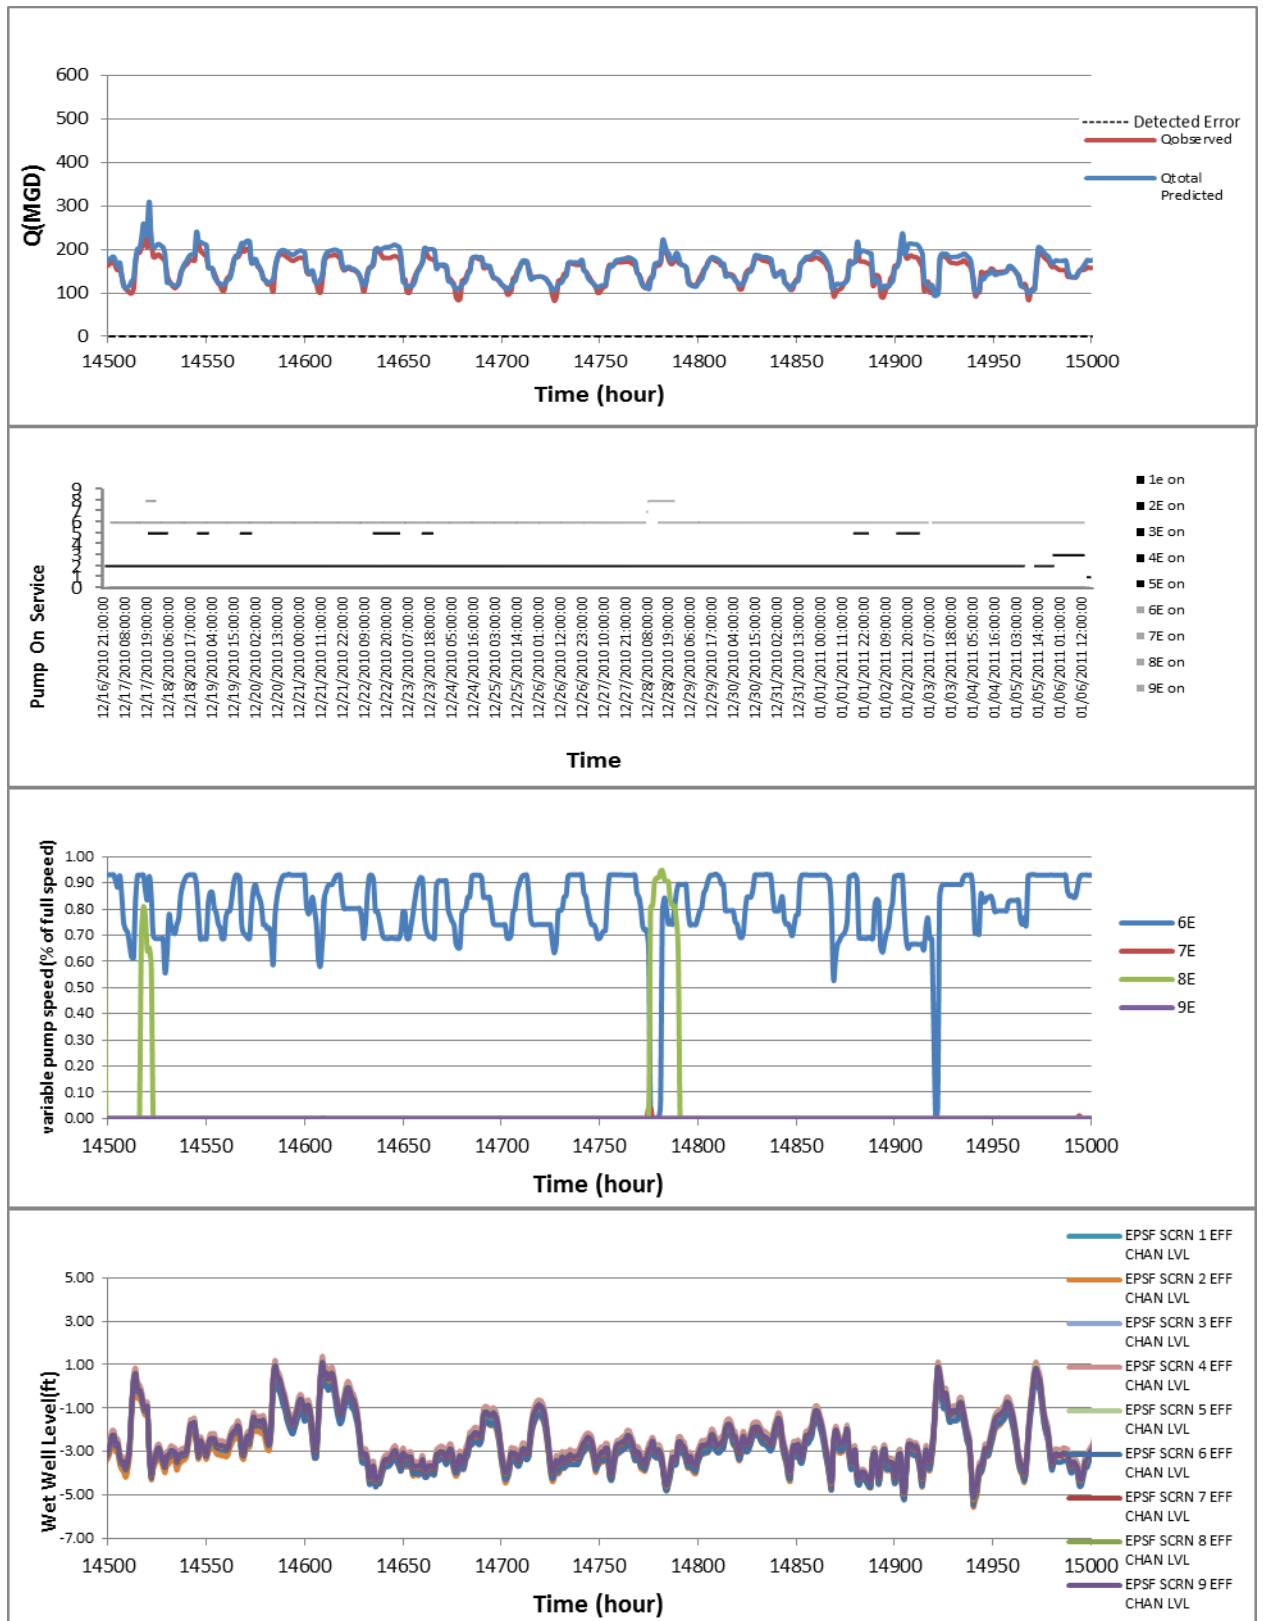 600
500
400
300
200
100
0
Q(MGD)
14500 14550 14600 14650 14700 14750 14800 14850 14900 14950 15000
Time (hour)
Detected Error
Qobserved
Qtotal
Predicted
9
8
7
6
5
4
3
2
1
0
Pump On Service
12/16/2010 21:00:00
12/17/2010 08:00:00
12/17/2010 19:00:00
12/18/2010 06:00:00
12/18/2010 17:00:00
12/19/2010 04:00:00
12/19/2010 15:00:00
12/20/2010 02:00:00
12/20/2010 13:00:00
12/21/2010 00:00:00
12/21/2010 11:00:00
12/21/2010 22:00:00
12/22/2010 09:00:00
12/22/2010 20:00:00
12/23/2010 07:00:00
12/23/2010 18:00:00
12/24/2010 05:00:00
12/24/2010 16:00:00
12/25/2010 03:00:00
12/25/2010 14:00:00
12/26/2010 01:00:00
12/26/2010 12:00:00
12/26/2010 23:00:00
12/27/2010 10:00:00
12/28/2010 08:00:00
12/28/2010 19:00:00
12/29/2010 06:00:00
12/29/2010 17:00:00
12/30/2010 04:00:00
12/30/2010 15:00:00
12/31/2010 02:00:00
12/31/2010 13:00:00
01/01/2011 00:00:00
01/01/2011 11:00:00
01/01/2011 22:00:00
01/02/2011 09:00:00
01/02/2011 20:00:00
01/03/2011 07:00:00
01/03/2011 18:00:00
01/04/2011 05:00:00
01/04/2011 16:00:00
01/05/2011 03:00:00
01/05/2011 14:00:00
01/06/2011 01:00:00
01/06/2011 12:00:00
Time
1e on
2E on
3E on
4E on
5E on
6E on
7E on
8E on
9E on
1.00
0.90
0.80
0.70
0.60
0.50
0.40
0.30
0.20
0.10
0.00
variable pump speed(% of full speed)
14500 14550 14600 14650 14700 14750 14800 14850 14900 14950 15000
Time (hour)
6E
7E
8E
9E
5.00
3.00
1.00
-1.00
-3.00
-5.00
-7.00
Wet Well Level(ft)
14500 14550 14600 14650 14700 14750 14800 14850 14900 14950 15000
Time (hour)
EPSF SCRN 1 EFF
CHAN LVL
EPSF SCRN 2 EFF
CHAN LVL
EPSF SCRN 3 EFF
CHAN LVL
EPSF SCRN 4 EFF
CHAN LVL
EPSF SCRN 5 EFF
CHAN LVL
EPSF SCRN 6 EFF
CHAN LVL
EPSF SCRN 7 EFF
CHAN LVL
EPSF SCRN 8 EFF
CHAN LVL
EPSF SCRN 9 EFF
CHAN LVL